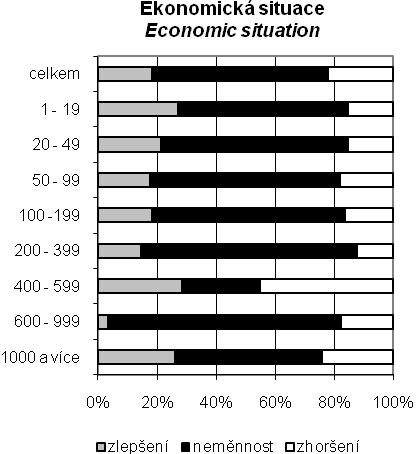 Ekonomická situace
Economic situation
celkem
1 - 19
20 - 49
50 - 99
100 -199
200 - 399
400 - 599
600 - 999
1000 a více
0% 20% 40% 60% 80% 100%
zlepšení neměnnost zhoršení